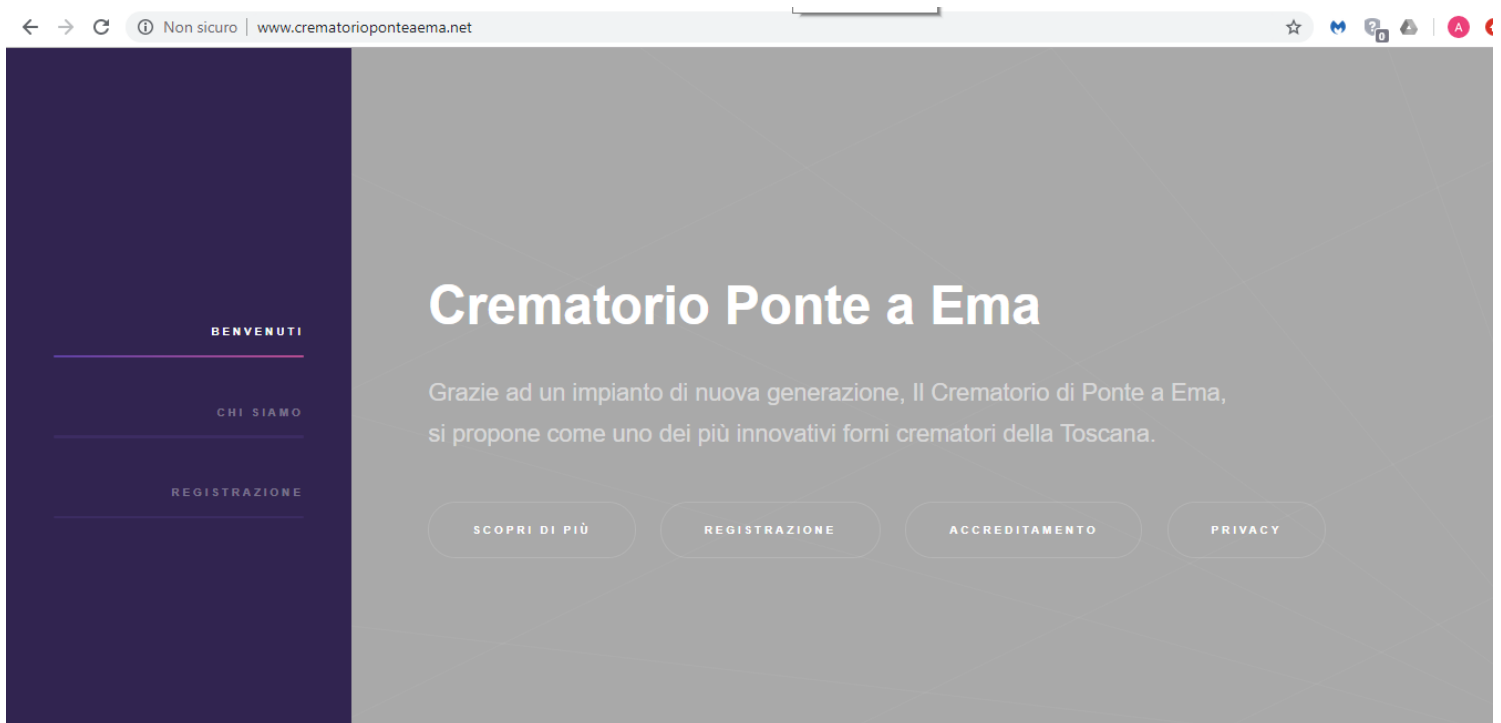 Non sicuro | www.crematorioponteaema.net
A
0
BENVENUTI
CHI SIAMO
REGISTRAZIONE
Crematorio Ponte a Ema
Grazie ad un impianto di nuova generazione, Il Crematorio di Ponte a Ema,
si propone come uno dei più innovativi forni crematori della Toscana.
SCOPRI DI PIÙ
REGISTRAZIONE
ACCREDITAMENTO
PRIVACY